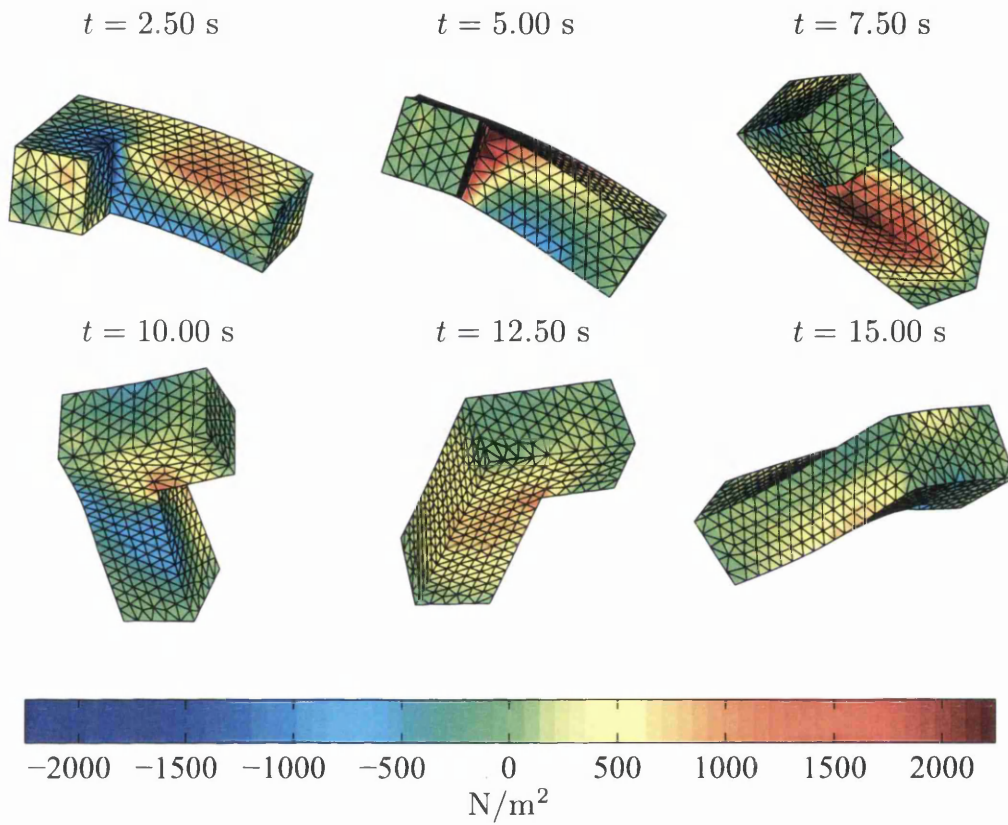 t = 2.50 s
t = 5.00 s
t = 7.50 s
t = 10.00 s
t = 12.50 s
t = 15.00 s
−2000 −1500 −1000 −500 0 500 1000 1500 2000
N/m²